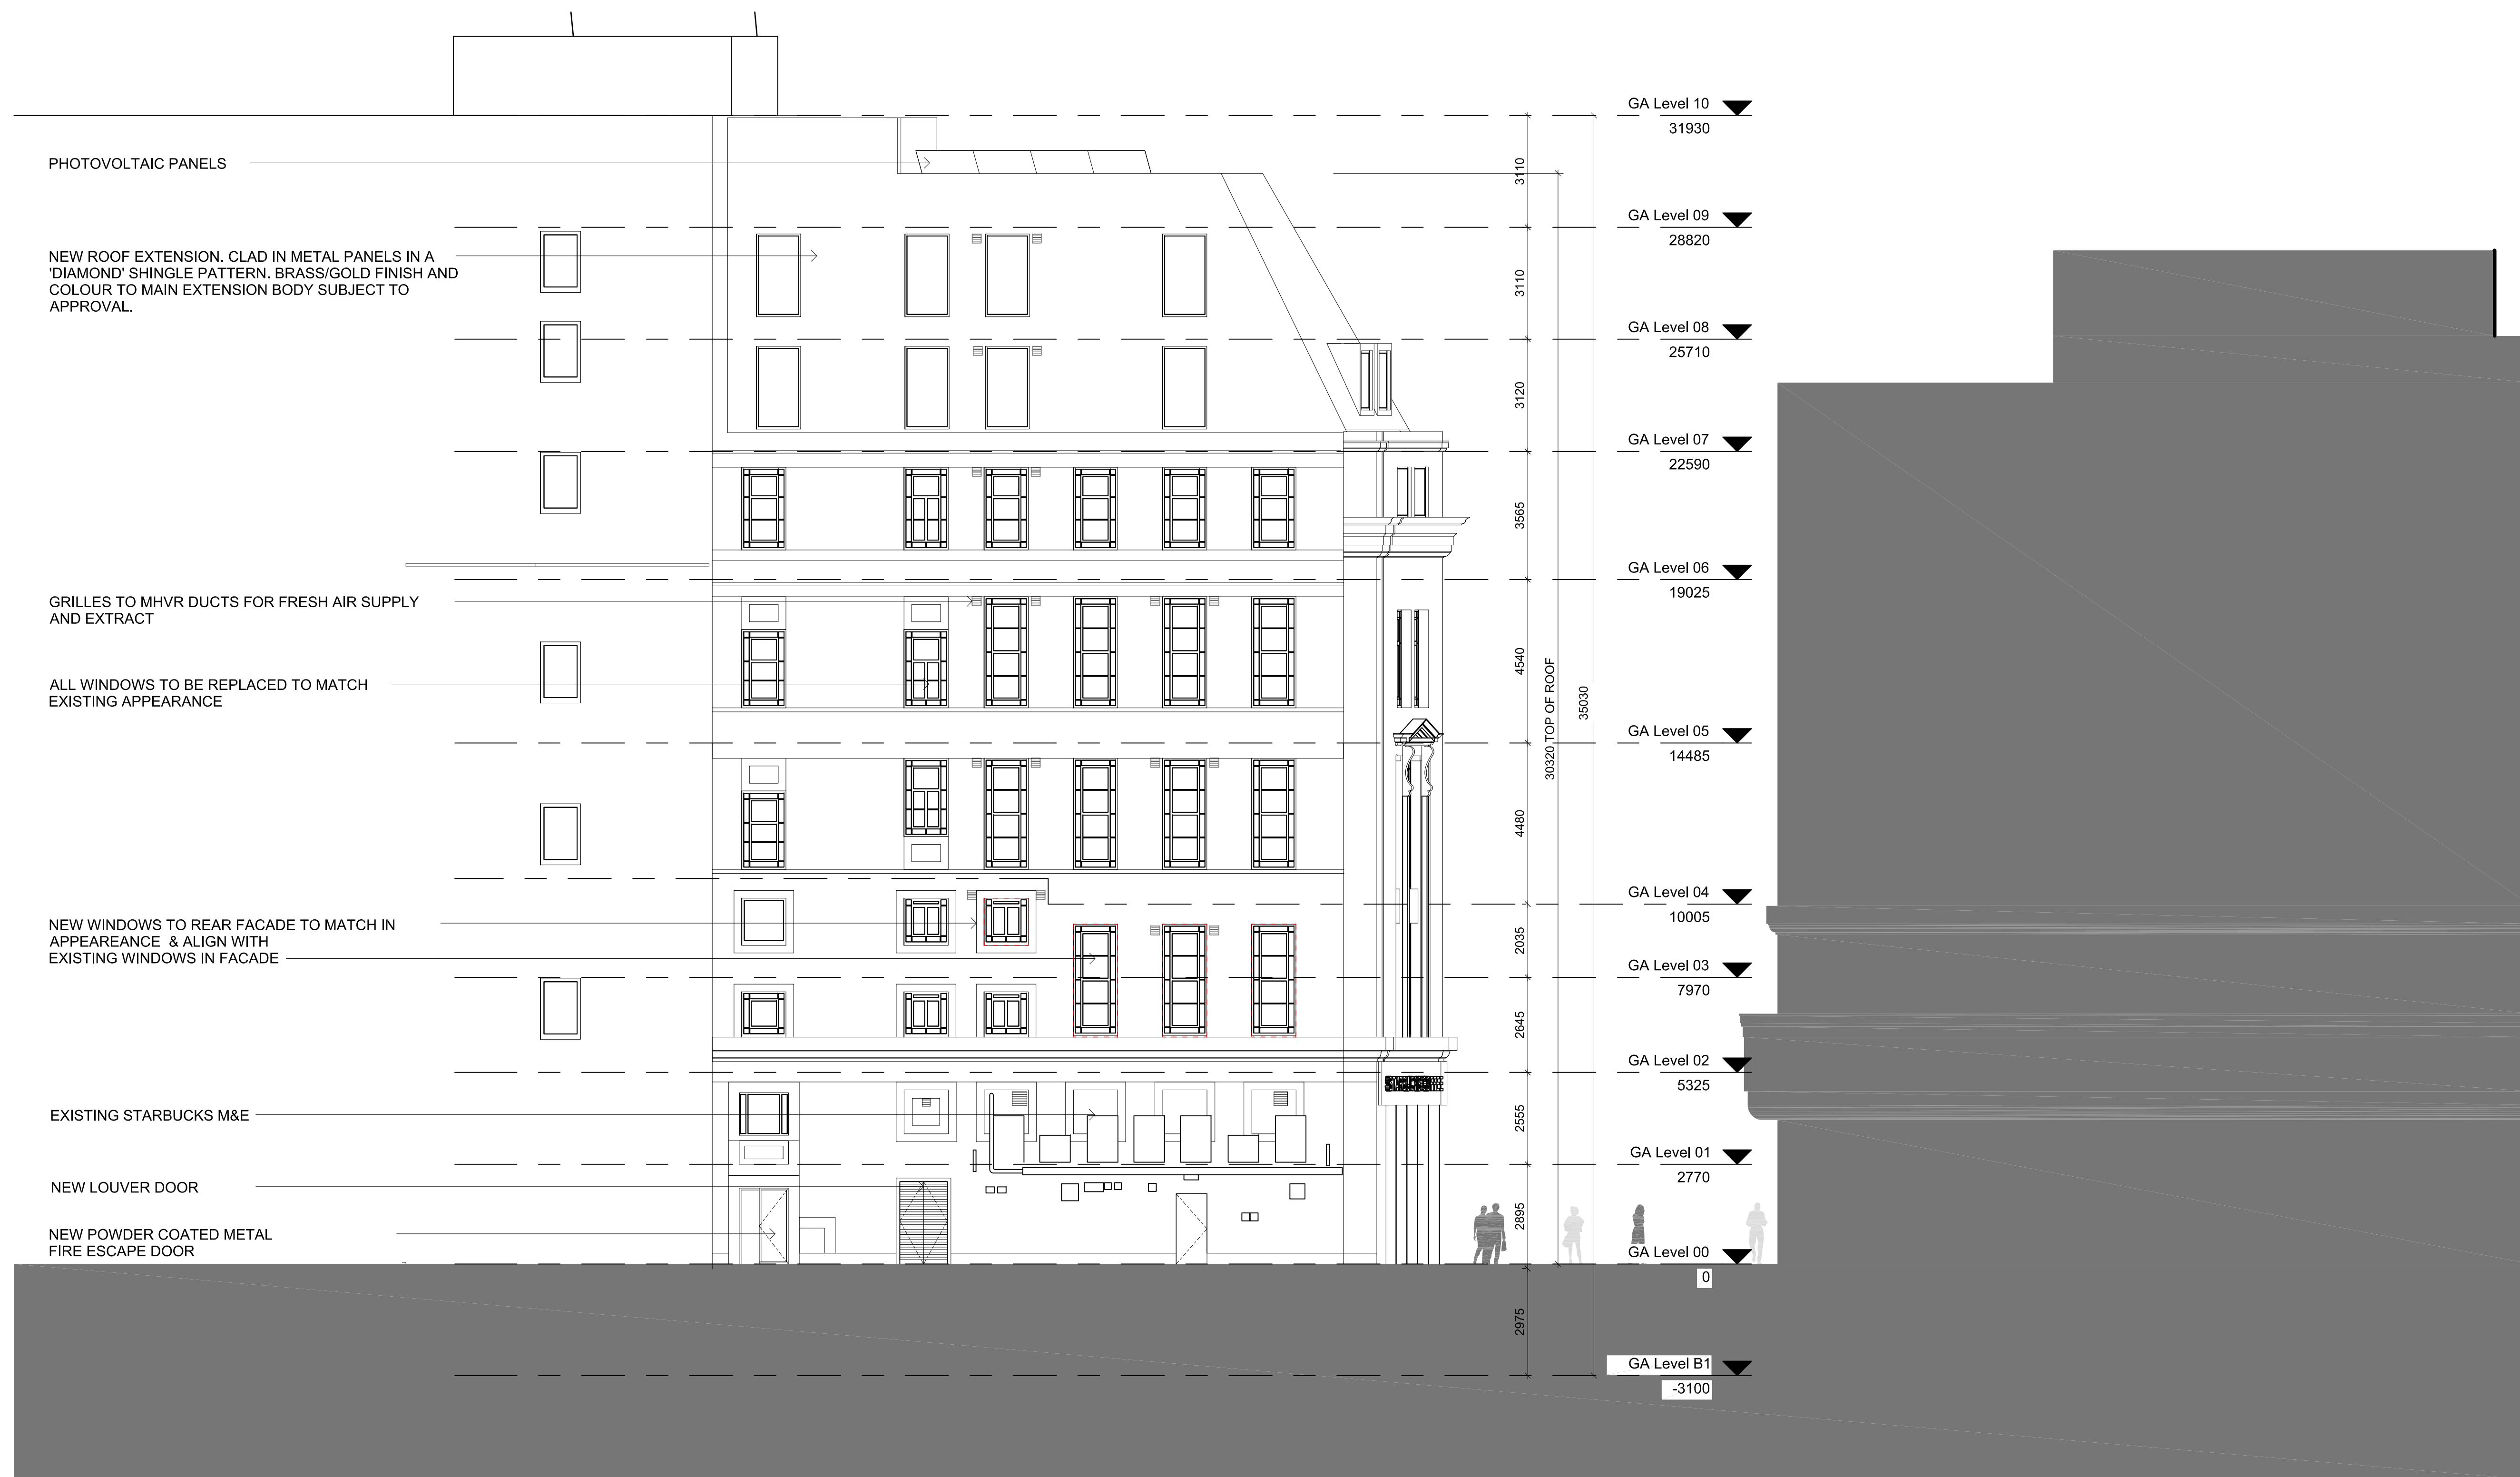 PHOTOVOLTAIC PANELS
NEW ROOF EXTENSION. CLAD IN METAL PANELS IN A
'DIAMOND' SHINGLE PATTERN. BRASS/GOLD FINISH AND
COLOUR TO MAIN EXTENSION BODY SUBJECT TO
APPROVAL.
GRILLES TO MHVR DUCTS FOR FRESH AIR SUPPLY
AND EXTRACT
ALL WINDOWS TO BE REPLACED TO MATCH
EXISTING APPEARANCE
NEW WINDOWS TO REAR FACADE TO MATCH IN
APPEAREANCE & ALIGN WITH
EXISTING WINDOWS IN FACADE
EXISTING STARBUCKS M&E
NEW LOUVER DOOR
NEW POWDER COATED METAL
FIRE ESCAPE DOOR
3110
3110
3120
3565
4540
4480
2035
2645
2555
2895
2975
30320 TOP OF ROOF
35030
GA Level 10
31930
GA Level 09
28820
GA Level 08
25710
GA Level 07
22590
GA Level 06
19025
GA Level 05
14485
GA Level 04
10005
GA Level 03
7970
GA Level 02
5325
GA Level 01
2770
GA Level 00
0
GA Level B1
-3100